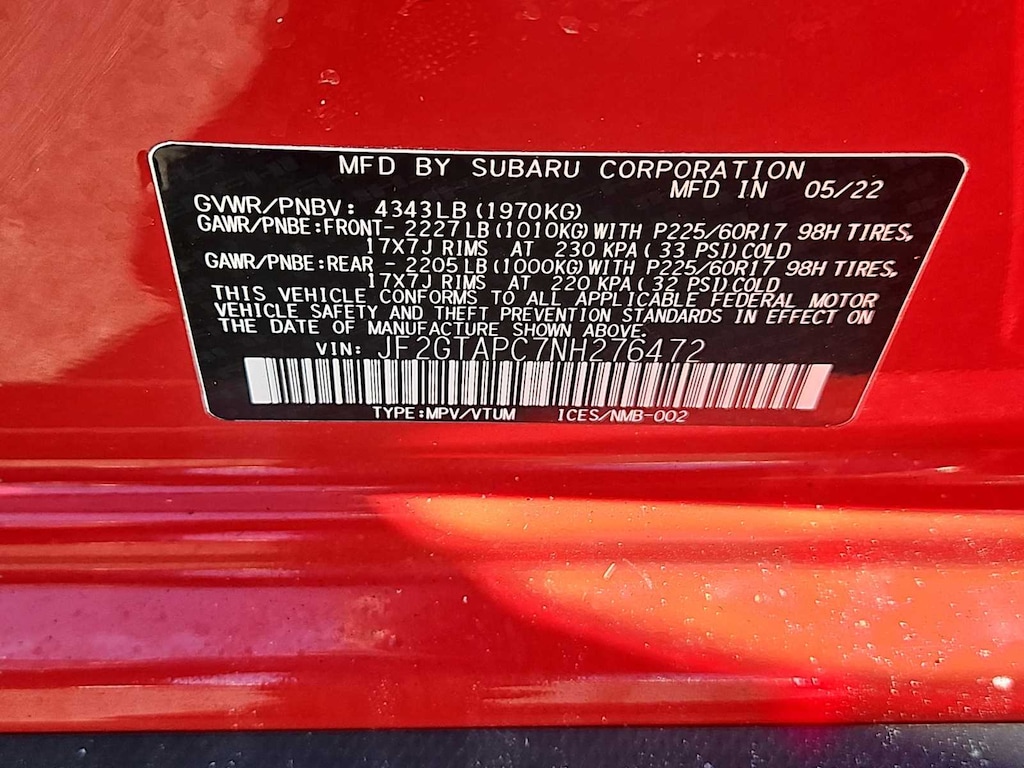 MFD BY SUBARU CORPORATION
MFD IN 05/22
GVWR/PNBV: 4343LB(1970KG)
GAWR/PNBE:FRONT- 2227LB(1010KG)WITH P225/60R17 98H TIRES,
17X7J RIMS AT 230 KPA(33 PSI)COLD
GAWR/PNBE:REAR - 2205LB(1000KG)WITH P225/60R17 98H TIRES,
17X7J RIMS AT 220 KPA(32 PSI)COLD
THIS VEHICLE CONFORMS TO ALL APPLICABLE FEDERAL MOTOR
VEHICLE SAFETY AND THEFT PREVENTION STANDARDS IN EFFECT ON
THE DATE OF MANUFACTURE SHOWN ABOVE.
VIN: JF2GTAPC7NH276472
TYPE:MPV/VTUM ICES/NMB-002